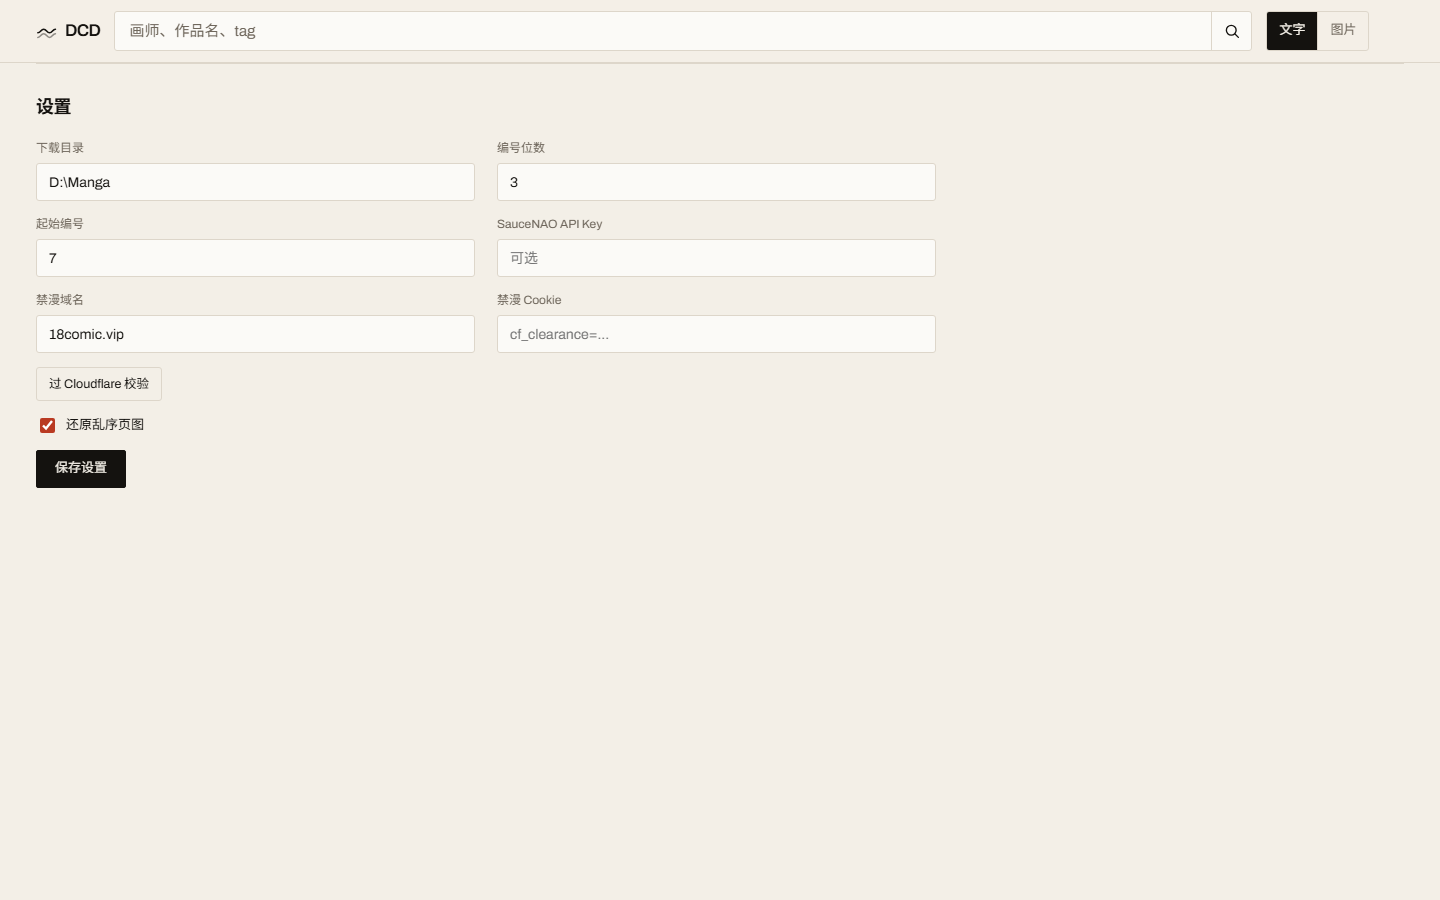 DCD
画师、作品名、tag
文字 图片
设置
下载目录 编号位数
D:\Manga 3
起始编号 SauceNAO API Key
7 可选
禁漫域名 禁漫 Cookie
18comic.vip cf_clearance=...
过 Cloudflare 校验
还原乱序页图
保存设置